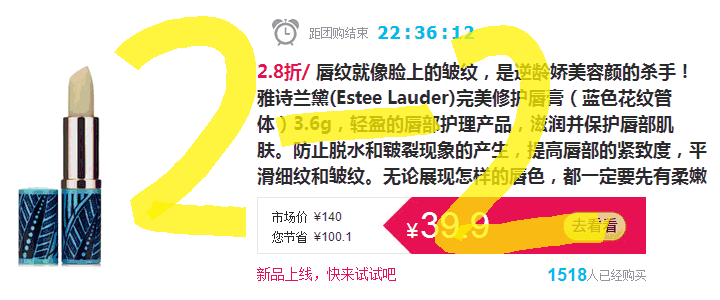 距团购结束 22:36:12
2.8折/ 唇纹就像脸上的皱纹，是逆龄娇美容颜的杀手！
雅诗兰黛(Estee Lauder)完美修护唇膏（蓝色花纹管
体）3.6g，轻盈的唇部护理产品，滋润并保护唇部肌
肤。防止脱水和皲裂现象的产生，提高唇部的紧致度，平
滑细纹和皱纹。无论展现怎样的唇色，都一定要先有柔嫩
市场价 ¥140
您节省 ¥100.1
¥39.9
去看看
新品上线，快来试试吧
1518人已经购买
2-2